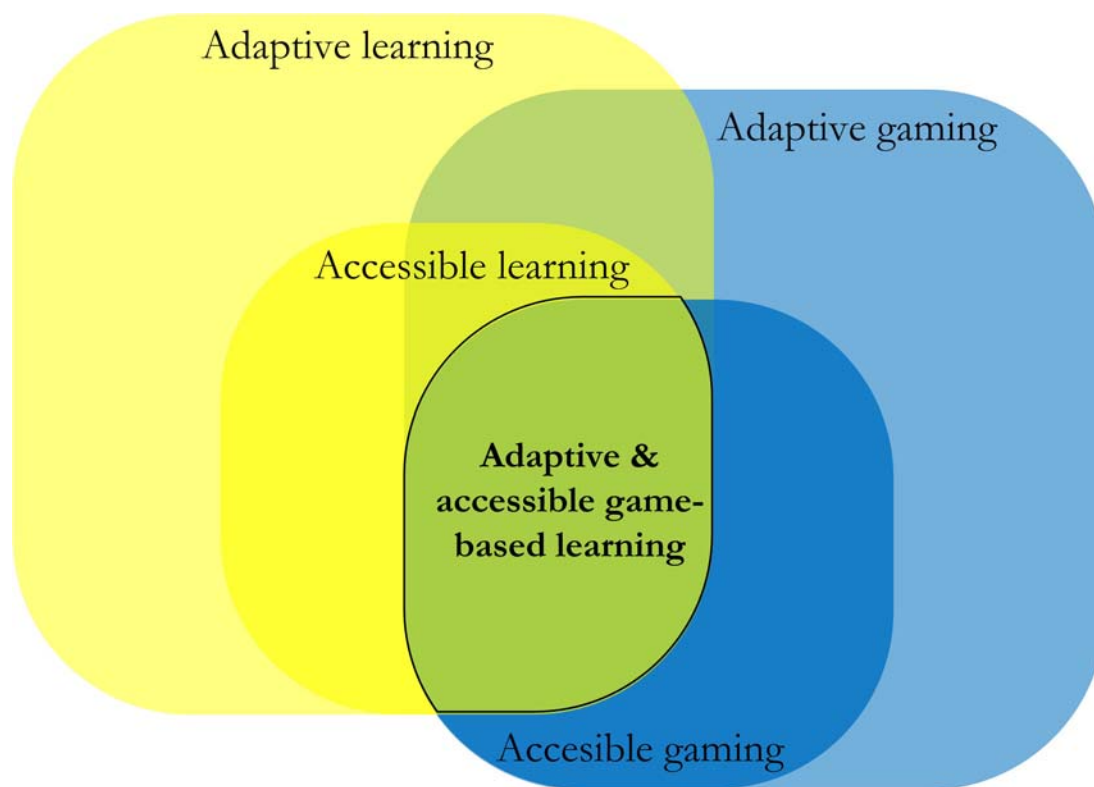 Adaptive learning
Adaptive gaming
Accessible learning
Adaptive &
accessible game-
based learning
Accesible gaming